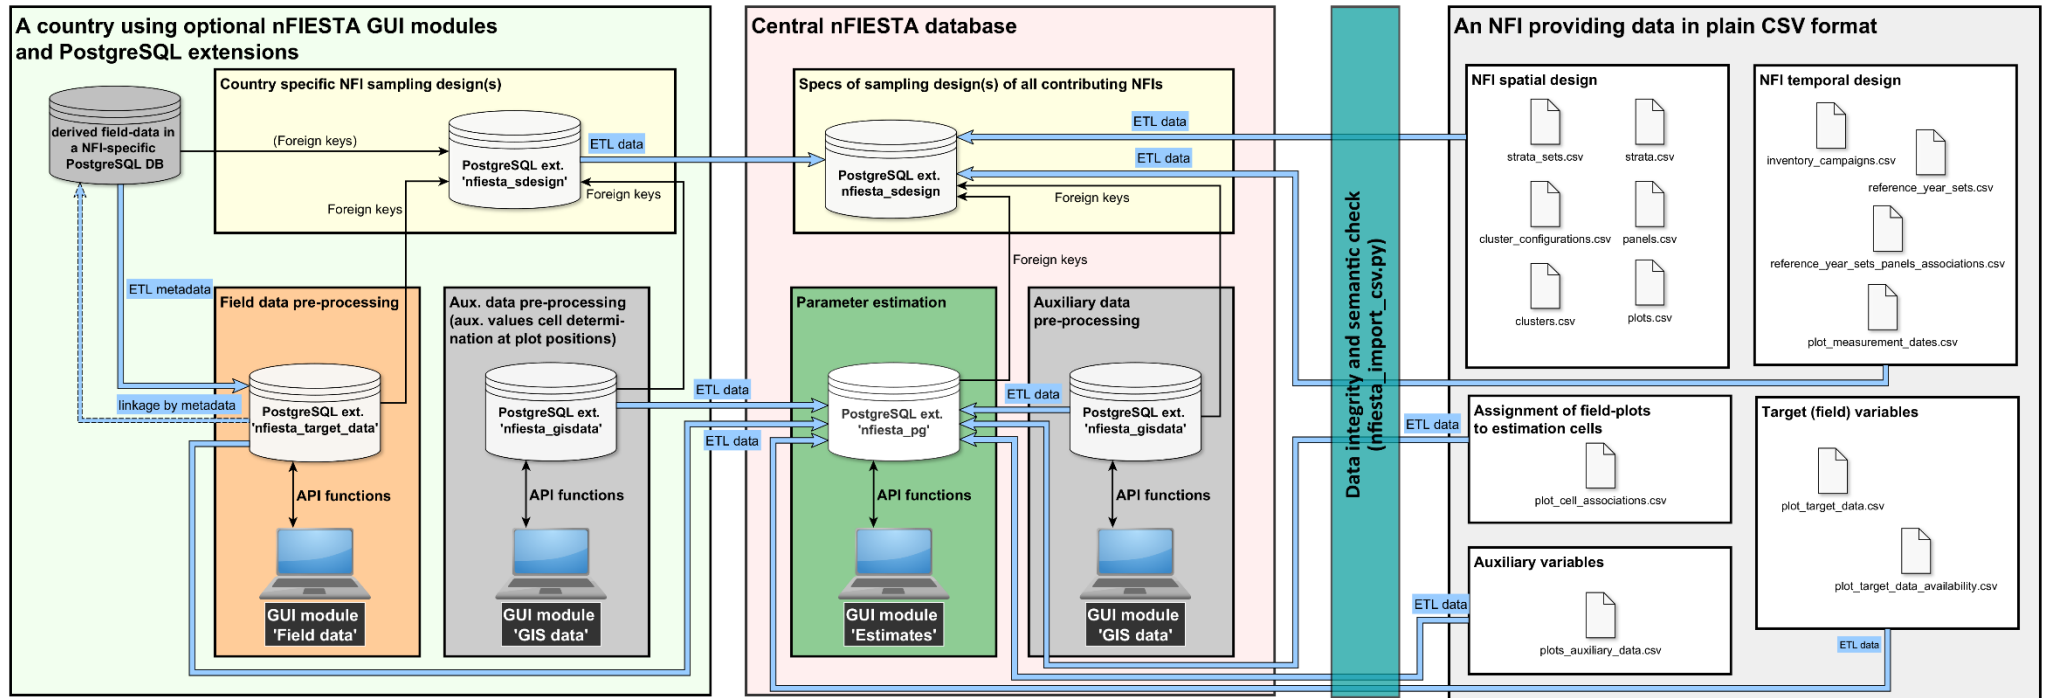 A country using optional nFIESTA GUI modules
and PostgreSQL extensions
derived field-data in
a NFI-specific
PostgreSQL DB
Country specific NFI sampling design(s)
(Foreign keys)
PostgreSQL ext.
'nfiesta_sdesign'
ETL data
Foreign keys
Foreign keys
ETL metadata
linkage by metadata
Field data pre-processing
PostgreSQL ext.
'nfiesta_target_data'
API functions
GUI module
'Field data'
Aux. data pre-processing
(aux. values cell determi-
nation at plot positions)
PostgreSQL ext.
'nfiesta_gisdata'
API functions
GUI module
'GIS data'
ETL data
ETL data
Central nFIESTA database
Specs of sampling design(s) of all contributing NFIs
PostgreSQL ext.
nfiesta_sdesign
ETL data
ETL data
Foreign keys
Foreign keys
Parameter estimation
PostgreSQL ext.
'nfiesta_pg'
API functions
GUI module
'Estimates'
ETL data
Auxiliary data
pre-processing
PostgreSQL ext.
'nfiesta_gisdata'
API functions
GUI module
'GIS data'
Data integrity and semantic check
(nfiesta_import_csv.py)
An NFI providing data in plain CSV format
NFI spatial design
strata_sets.csv
strata.csv
cluster_configurations.csv
panels.csv
clusters.csv
plots.csv
NFI temporal design
inventory_campaigns.csv
reference_year_sets.csv
reference_year_sets_panels_associations.csv
plot_measurement_dates.csv
ETL data
Assignment of field-plots
to estimation cells
plot_cell_associations.csv
ETL data
Auxiliary variables
plots_auxiliary_data.csv
Target (field) variables
plot_target_data.csv
plot_target_data_availability.csv
ETL data